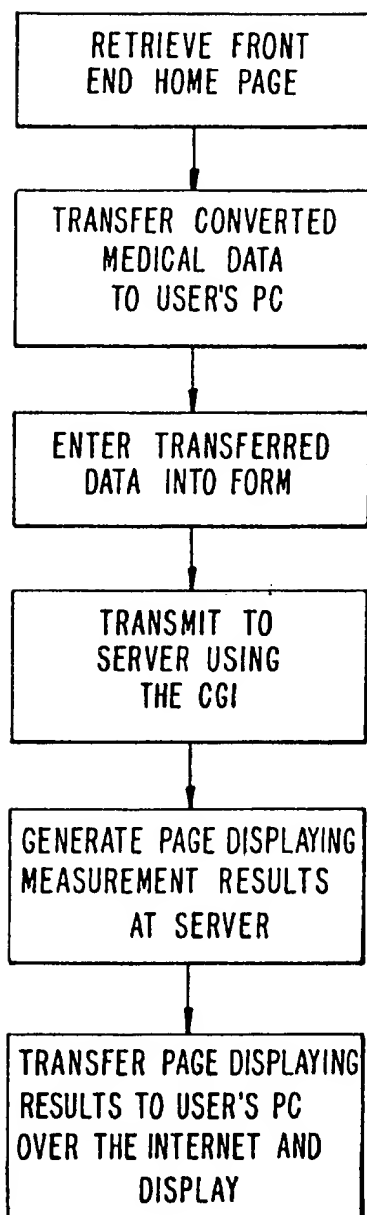 RETRIEVE FRONT
END HOME PAGE
TRANSFER CONVERTED
MEDICAL DATA
TO USER'S PC
ENTER TRANSFERRED
DATA INTO FORM
TRANSMIT TO
SERVER USING
THE CGI
GENERATE PAGE DISPLAYING
MEASUREMENT RESULTS
AT SERVER
TRANSFER PAGE DISPLAYING
RESULTS TO USER'S PC
OVER THE INTERNET AND
DISPLAY